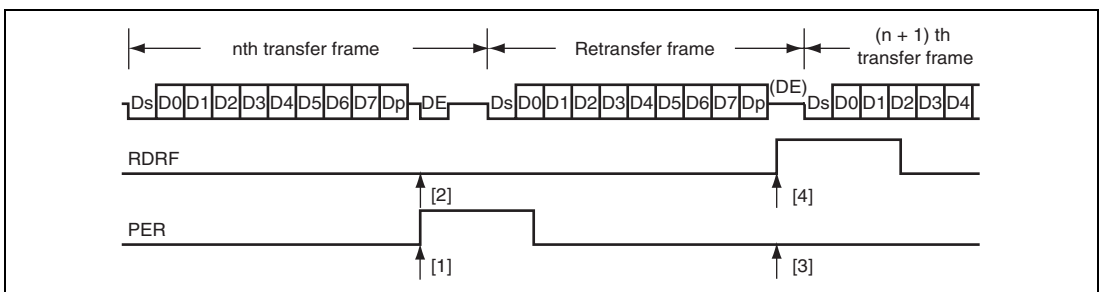 nth transfer frame
Retransfer frame
(n + 1) th
transfer frame
Ds D0 D1 D2 D3 D4 D5 D6 D7 Dp DE Ds D0 D1 D2 D3 D4 D5 D6 D7 Dp (DE) Ds D0 D1 D2 D3 D4
RDRF
[2] [4]
PER
[1] [3]